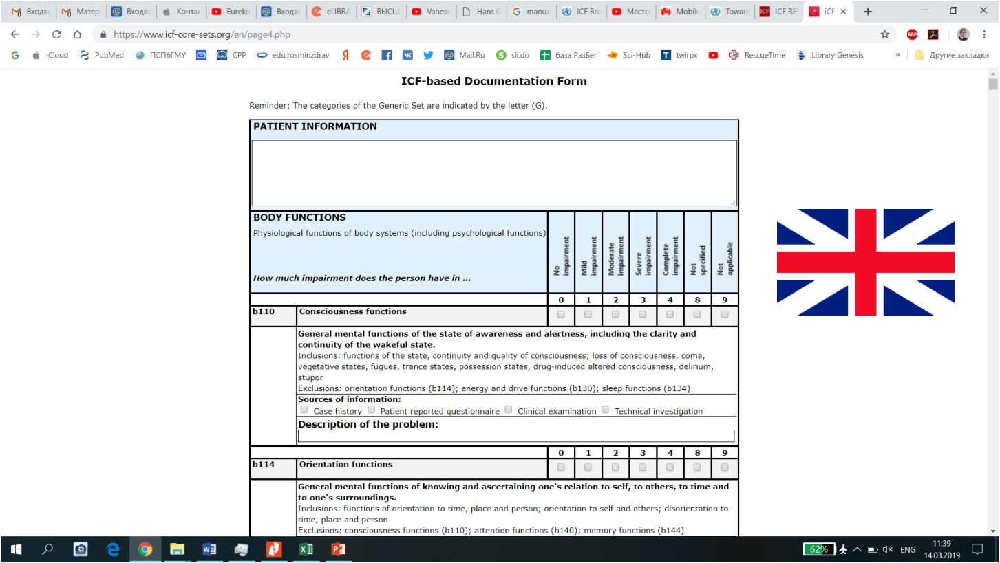 Входящ
Матер
Входящ
Контак
Eureko
Входящ
eLIBRA
ВЫСШ
Vaness
Hans G
manua
ICF Bro
Мастер
Mobile
Toward
ICF RES
ICF
https://www.icf-core-sets.org/en/page4.php
iCloud
PubMed
ПСПбГМУ
CPP
edu.rosminzdrav
Mail.Ru
sli.do
база РазБег
Sci-Hub
twirpx
RescueTime
Library Genesis
»
Другие закладки
ICF-based Documentation Form
Reminder: The categories of the Generic Set are indicated by the letter (G).
PATIENT INFORMATION
BODY FUNCTIONS
Physiological functions of body systems (including psychological functions)
How much impairment does the person have in ...
No impairment
Mild impairment
Moderate impairment
Severe impairment
Complete impairment
Not specified
Not applicable
0 1 2 3 4 8 9
b110 Consciousness functions
General mental functions of the state of awareness and alertness, including the clarity and
continuity of the wakeful state.
Inclusions: functions of the state, continuity and quality of consciousness; loss of consciousness, coma,
vegetative states, fugues, trance states, possession states, drug-induced altered consciousness, delirium,
stupor
Exclusions: orientation functions (b114); energy and drive functions (b130); sleep functions (b134)
Sources of information:
Case history Patient reported questionnaire Clinical examination Technical investigation
Description of the problem:
0 1 2 3 4 8 9
b114 Orientation functions
General mental functions of knowing and ascertaining one's relation to self, to others, to time and
to one's surroundings.
Inclusions: functions of orientation to time, place and person; orientation to self and others; disorientation to
time, place and person
Exclusions: consciousness functions (b110); attention functions (b140); memory functions (b144)
62%
ENG
11:39
14.03.2019